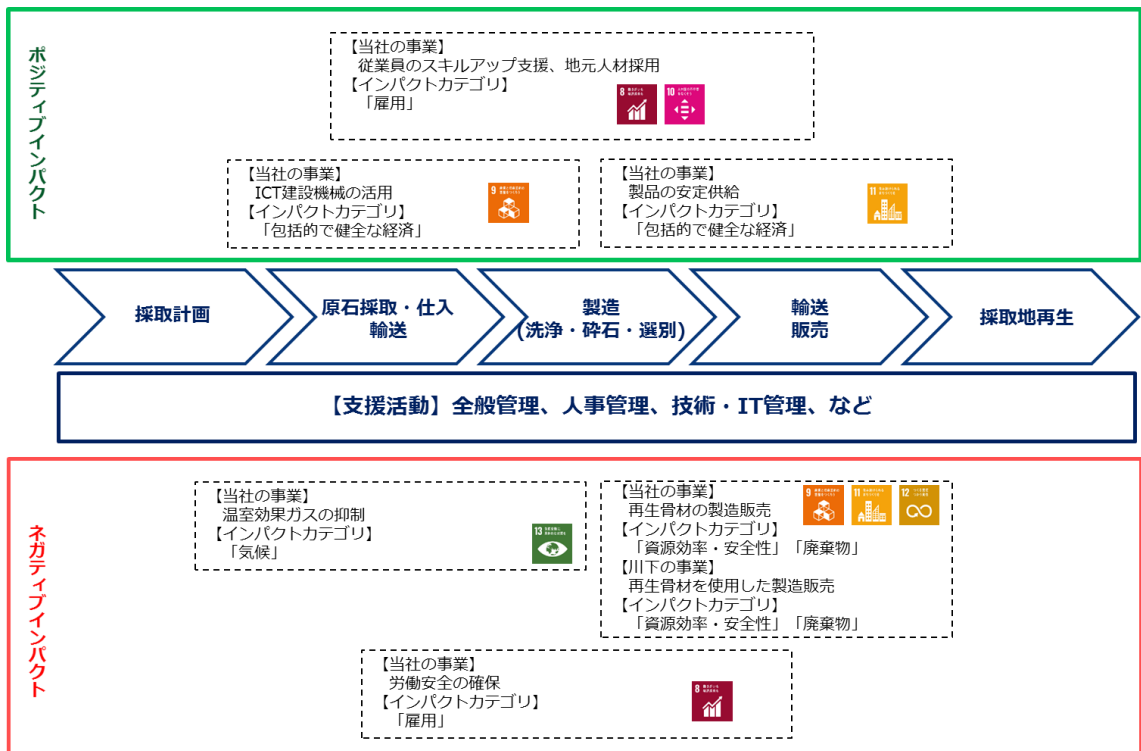 ポジティブインパクト
【当社の事業】
従業員のスキルアップ支援、地元人材採用
【インパクトカテゴリ】
「雇用」
8
10
【当社の事業】
ICT建設機械の活用
【インパクトカテゴリ】
「包括的で健全な経済」
9
【当社の事業】
製品の安定供給
【インパクトカテゴリ】
「包括的で健全な経済」
11
採取計画
原石採取・仕入
輸送
製造
(洗浄・砕石・選別)
輸送
販売
採取地再生
【支援活動】全般管理、人事管理、技術・IT管理、など
ネガティブインパクト
【当社の事業】
温室効果ガスの抑制
【インパクトカテゴリ】
「気候」
13
【当社の事業】
再生骨材の製造販売
【インパクトカテゴリ】
「資源効率・安全性」「廃棄物」
【川下の事業】
再生骨材を使用した製造販売
【インパクトカテゴリ】
「資源効率・安全性」「廃棄物」
9
11
12
【当社の事業】
労働安全の確保
【インパクトカテゴリ】
「雇用」
8